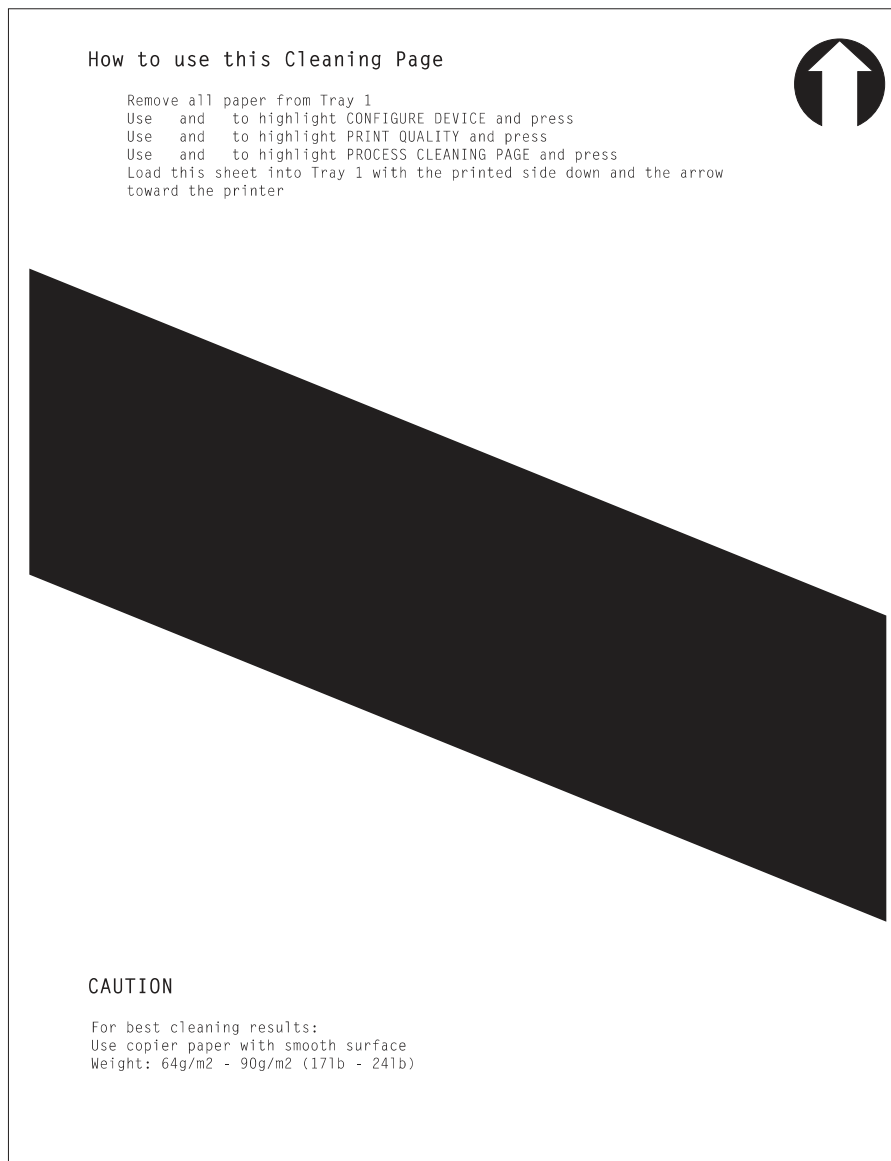 How to use this Cleaning Page
Remove all paper from Tray 1
Use and to highlight CONFIGURE DEVICE and press
Use and to highlight PRINT QUALITY and press
Use and to highlight PROCESS CLEANING PAGE and press
Load this sheet into Tray 1 with the printed side down and the arrow
toward the printer
CAUTION
For best cleaning results:
Use copier paper with smooth surface
Weight: 64g/m2 - 90g/m2 (17lb - 24lb)